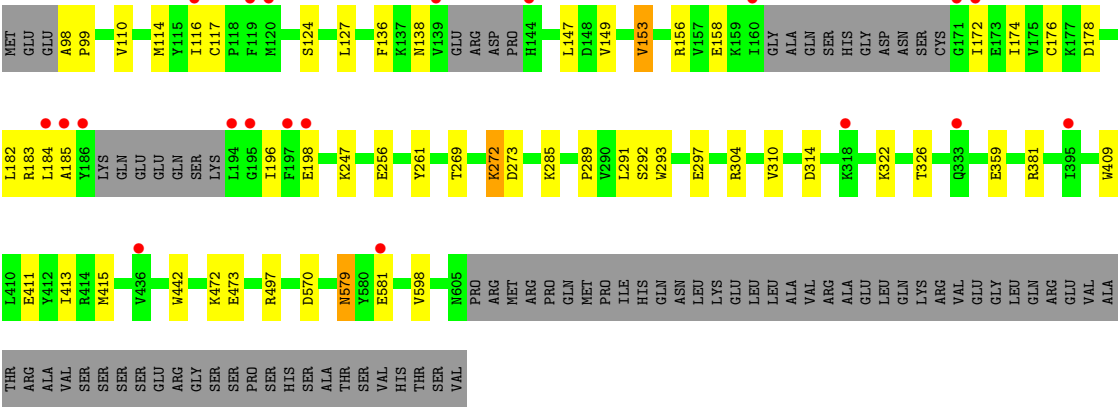 MET GLU GLU A98 P99 V110 M114 Y115 I116 C117 P118 F119 M120 S124 L127 F136 K137 N138 V139 GLU ARG ASP PRO H144 L147 D148 V149 V153 R156 V157 E158 K159 I160 GLY ALA GLN SER HIS GLY ASP ASN SER CYS G171 I172 E173 I174 V175 C176 K177 D178
L182 R183 L184 A185 Y186 LYS GLN GLU GLU GLN SER LYS L194 G195 I196 F197 E198 K247 E256 Y261 T269 K272 D273 K285 P289 V290 L291 S292 W293 E297 R304 V310 D314 K318 K322 T326 Q333 E359 R381 I395 W409
L410 E411 Y412 I413 R414 M415 V436 W442 K472 E473 R497 D570 N579 Y580 E581 V598 N605 PRO ARG MET ARG PRO GLN MET PRO ILE HIS GLN ASN LEU LYS GLU LEU LEU ALA VAL ARG ALA GLU LEU GLN LYS ARG VAL GLU GLY LEU GLN ARG GLU VAL ALA
THR ARG ALA VAL SER SER SER SER GLU ARG GLY SER SER PRO SER HIS SER ALA THR SER VAL HIS THR SER VAL